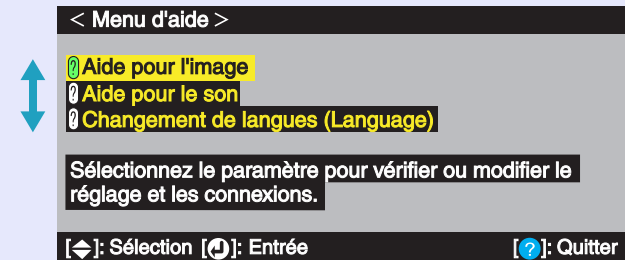 < Menu d'aide >
? Aide pour l'image
? Aide pour le son
? Changement de langues (Language)
Sélectionnez le paramètre pour vérifier ou modifier le
réglage et les connexions.
[◆]: Sélection [⏎]: Entrée [?]: Quitter